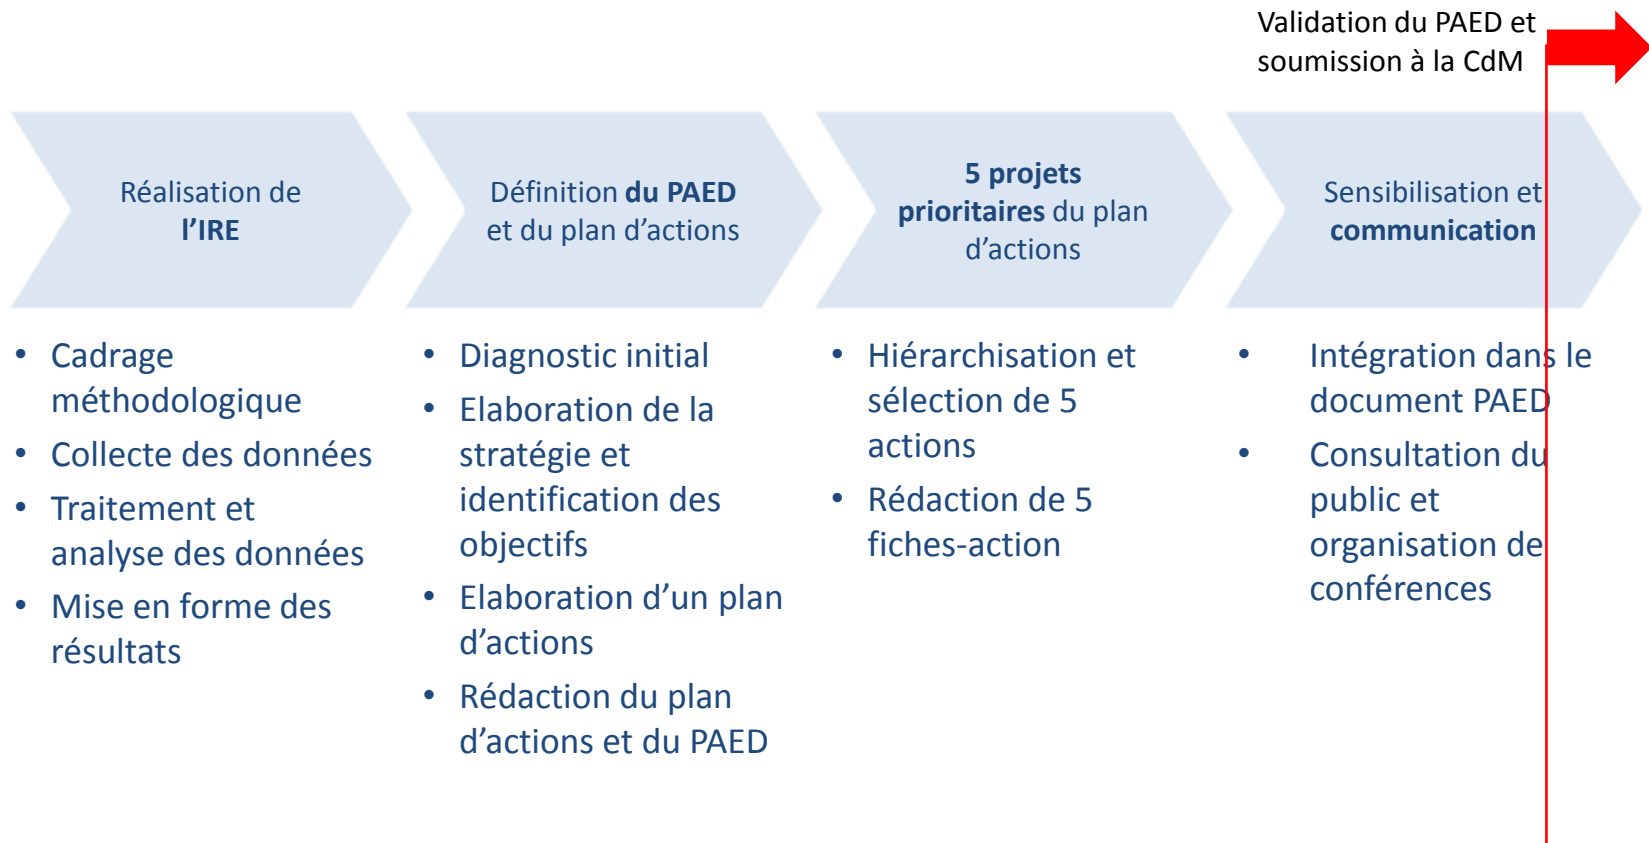 Validation du PAED et
soumission à la CdM
Réalisation de
l’IRE
Définition du PAED
et du plan d’actions
5 projets
prioritaires du plan
d’actions
Sensibilisation et
communication
• Cadrage
méthodologique
• Collecte des données
• Traitement et
analyse des données
• Mise en forme des
résultats
• Diagnostic initial
• Elaboration de la
stratégie et
identification des
objectifs
• Elaboration d’un plan
d’actions
• Rédaction du plan
d’actions et du PAED
• Hiérarchisation et
sélection de 5
actions
• Rédaction de 5
fiches-action
• Intégration dans le
document PAED
• Consultation du
public et
organisation de
conférences